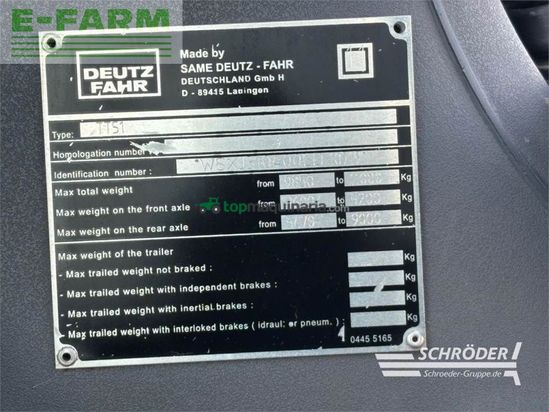 E-FARM
DEUTZ
FAHR
Made by
SAME DEUTZ - FAHR
DEUTSCHLAND GmbH
D - 89415 Lauingen
Type:
Homologation number
Identification number :
Max total weight from to Kg
Max weight on the front axle from to Kg
topmaquinaria.com
Max weight on the rear axle from to 9000 Kg
Max weight of the trailer Kg
- Max trailed weight not braked : Kg
- Max trailed weight with independent brakes : Kg
- Max trailed weight with inertial brakes : Kg
- Max trailed weight with interloked brakes ( idraul. or pneum. ) Kg
0445 5165
SCHRÖDER
Schroeder-Gruppe.de